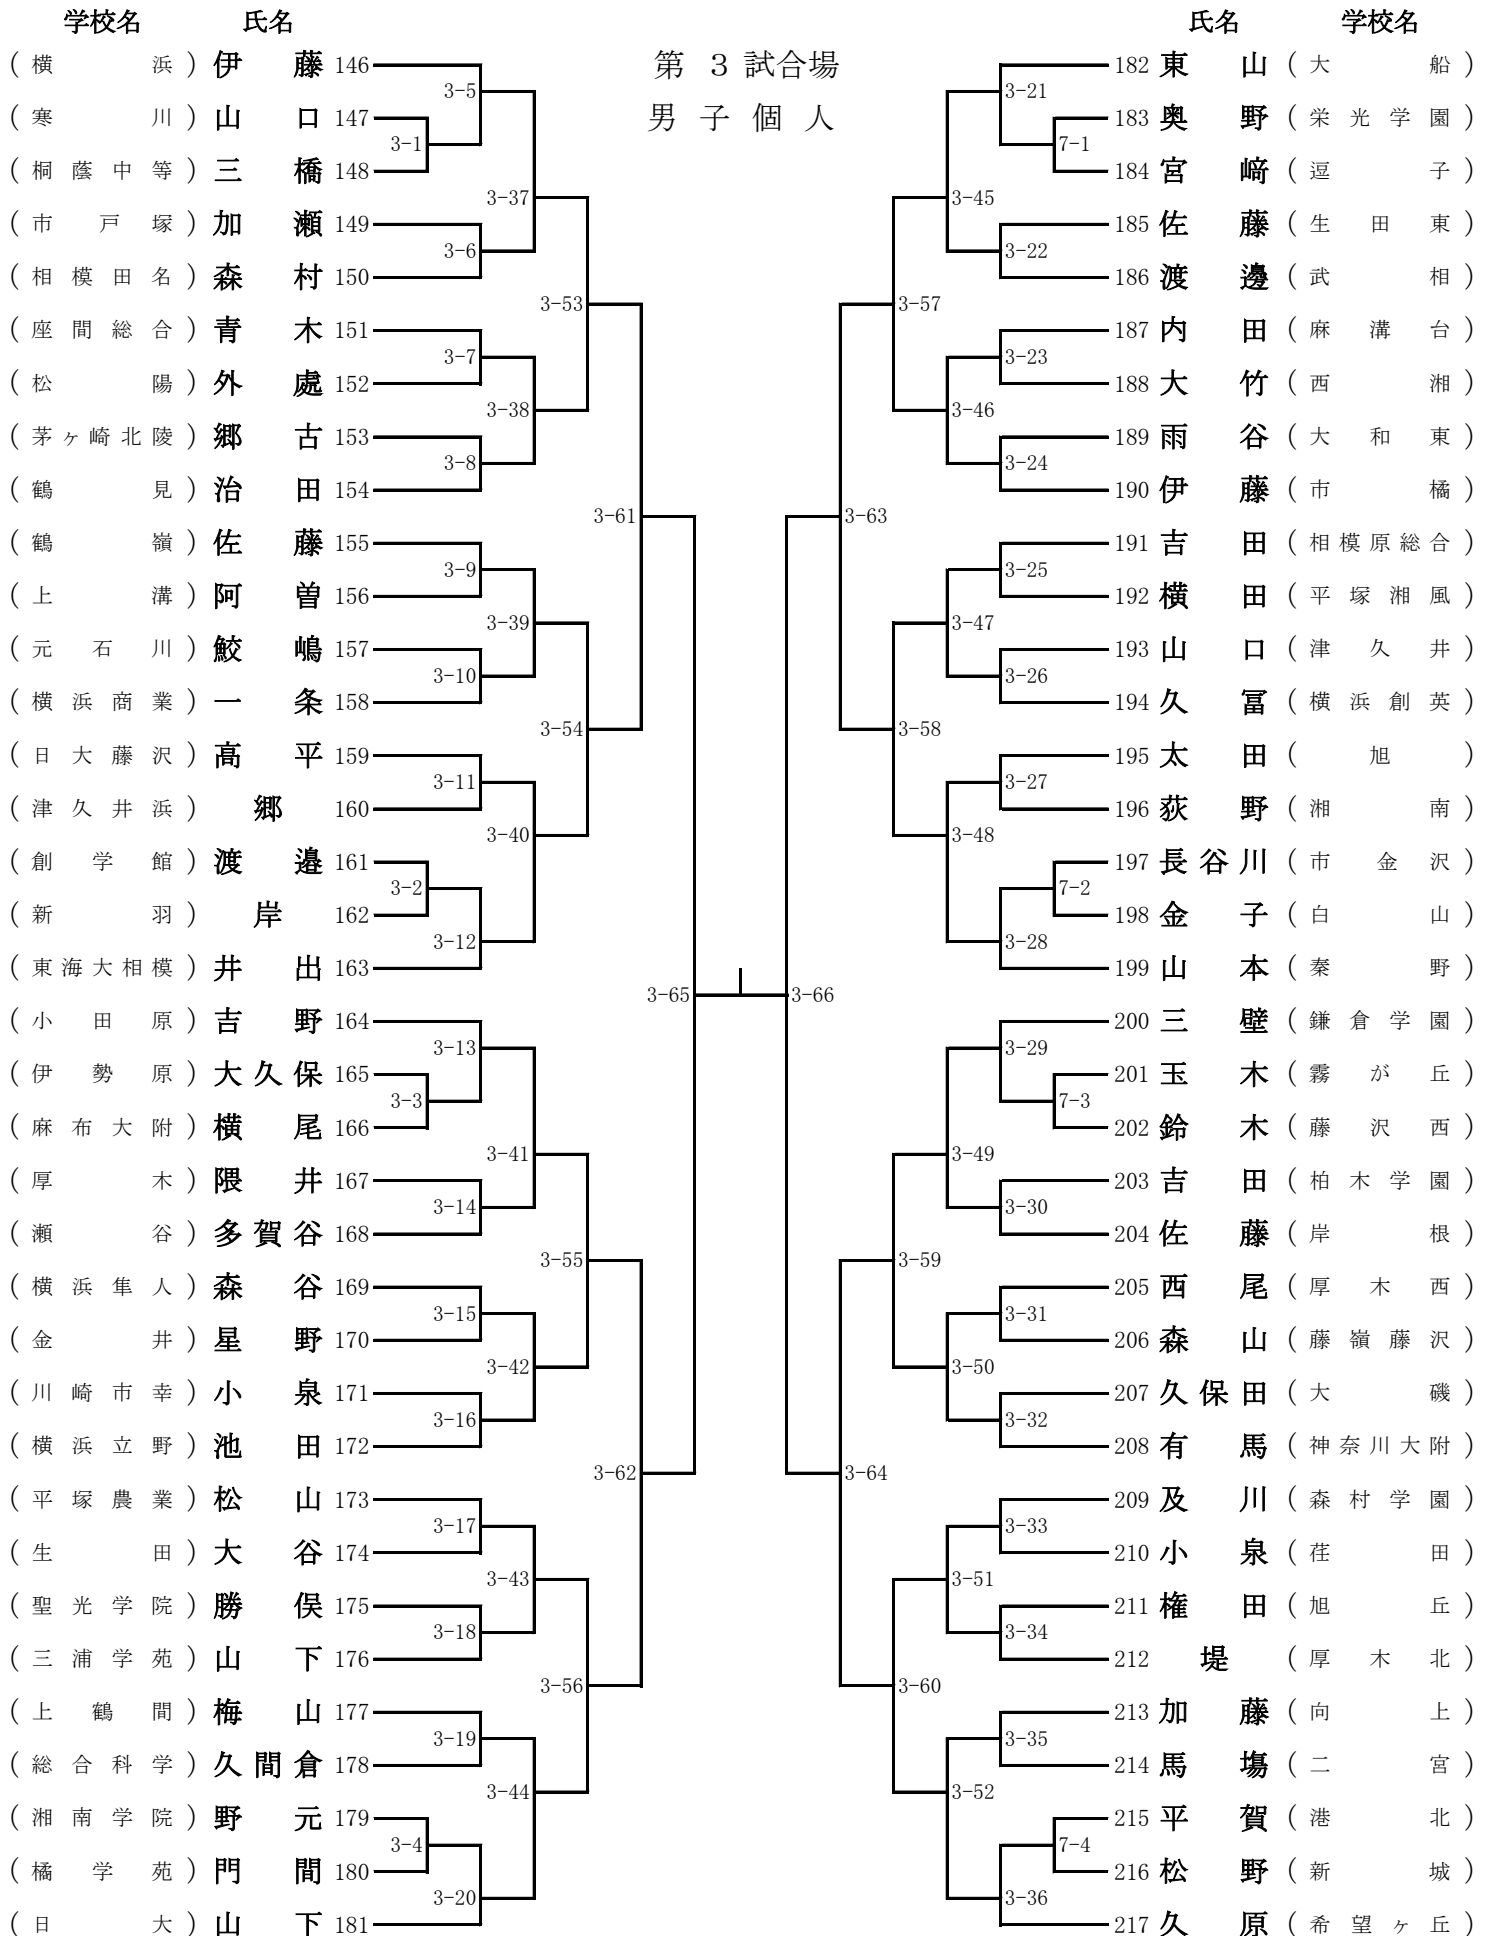 学校名 氏名 氏名 学校名
第 3 試合場
男 子 個 人
(横浜) 伊藤 146
(寒川) 山口 147
(桐蔭中等) 三橋 148
(市戸塚) 加瀬 149
(相模田名) 森村 150
(座間総合) 青木 151
(松陽) 外處 152
(茅ヶ崎北陵) 郷古 153
(鶴見) 治田 154
(鶴嶺) 佐藤 155
(上溝) 阿曽 156
(元石川) 鮫嶋 157
(横浜商業) 一条 158
(日大藤沢) 高平 159
(津久井浜) 郷 160
(創学館) 渡邉 161
(新羽) 岸 162
(東海大相模) 井出 163
(小田原) 吉野 164
(伊勢原) 大久保 165
(麻布大附) 横尾 166
(厚木) 隈井 167
(瀬谷) 多賀谷 168
(横浜隼人) 森谷 169
(金井) 星野 170
(川崎市幸) 小泉 171
(横浜立野) 池田 172
(平塚農業) 松山 173
(生田) 大谷 174
(聖光学院) 勝俣 175
(三浦学苑) 山下 176
(上鶴間) 梅山 177
(総合科学) 久間倉 178
(湘南学院) 野元 179
(橘学苑) 門間 180
(日大) 山下 181
3-1
3-2
3-3
3-4
3-5
3-6
3-7
3-8
3-9
3-10
3-11
3-12
3-13
3-14
3-15
3-16
3-17
3-18
3-19
3-20
3-37
3-38
3-39
3-40
3-41
3-42
3-43
3-44
3-53
3-54
3-55
3-56
3-61
3-62
3-65
3-66
3-63
3-64
3-57
3-58
3-59
3-60
3-45
3-46
3-47
3-48
3-49
3-50
3-51
3-52
3-21
3-22
3-23
3-24
3-25
3-26
3-27
3-28
3-29
3-30
3-31
3-32
3-33
3-34
3-35
3-36
7-1
7-2
7-3
7-4
182 東山 (大船)
183 奥野 (栄光学園)
184 宮﨑 (逗子)
185 佐藤 (生田東)
186 渡邊 (武相)
187 内田 (麻溝台)
188 大竹 (西湘)
189 雨谷 (大和東)
190 伊藤 (市橘)
191 吉田 (相模原総合)
192 横田 (平塚湘風)
193 山口 (津久井)
194 久冨 (横浜創英)
195 太田 (旭)
196 荻野 (湘南)
197 長谷川 (市金沢)
198 金子 (白山)
199 山本 (秦野)
200 三壁 (鎌倉学園)
201 玉木 (霧が丘)
202 鈴木 (藤沢西)
203 吉田 (柏木学園)
204 佐藤 (岸根)
205 西尾 (厚木西)
206 森山 (藤嶺藤沢)
207 久保田 (大磯)
208 有馬 (神奈川大附)
209 及川 (森村学園)
210 小泉 (荏田)
211 権田 (旭丘)
212 堤 (厚木北)
213 加藤 (向上)
214 馬塲 (二宮)
215 平賀 (港北)
216 松野 (新城)
217 久原 (希望ヶ丘)